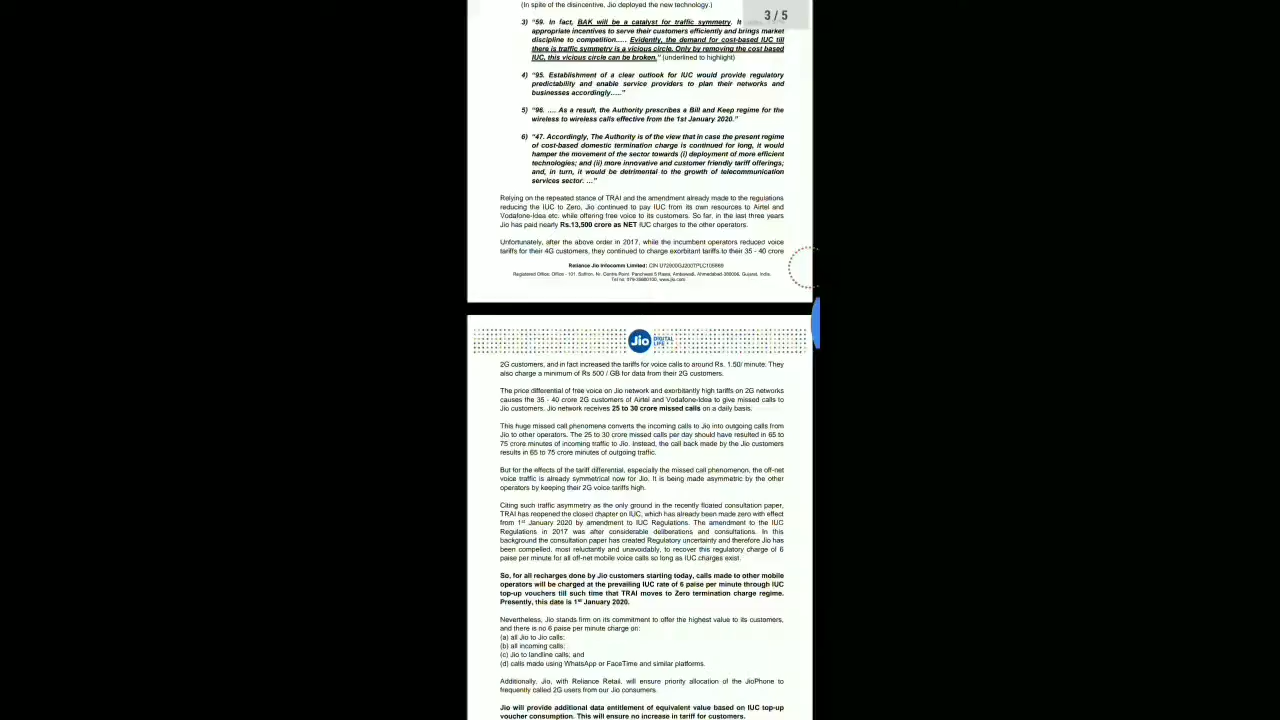 (In spite of the disincentive, Jio deployed the new technology.)
3 / 5
3) "59. In fact, BAK will be a catalyst for traffic symmetry. It
appropriate incentives to serve their customers efficiently and brings market
discipline to competition..... Evidently, the demand for cost-based IUC till
there is traffic symmetry is a vicious circle. Only by removing the cost based
IUC, this vicious circle can be broken." (underlined to highlight)
4) "95. Establishment of a clear outlook for IUC would provide regulatory
predictability and enable service providers to plan their networks and
businesses accordingly....."
5) "96. .... As a result, the Authority prescribes a Bill and Keep regime for the
wireless to wireless calls effective from the 1st January 2020."
6) "47. Accordingly, The Authority is of the view that in case the present regime
of cost-based domestic termination charge is continued for long, it would
hamper the movement of the sector towards (i) deployment of more efficient
technologies; and (ii) more innovative and customer friendly tariff offerings;
and, in turn, it would be detrimental to the growth of telecommunication
services sector. ..."
Relying on the repeated stance of TRAI and the amendment already made to the regulations
reducing the IUC to Zero, Jio continued to pay IUC from its own resources to Airtel and
Vodafone-Idea etc. while offering free voice to its customers. So far, in the last three years
Jio has paid nearly Rs.13,500 crore as NET IUC charges to the other operators.
Unfortunately, after the above order in 2017, while the incumbent operators reduced voice
tariffs for their 4G customers, they continued to charge exorbitant tariffs to their 35 - 40 crore
Reliance Jio Infocomm Limited: CIN
Registered Office: Office - 101, Saffron, Nr. Centre Point, Panchwati 5 Rasta, Ambawadi, Ahmedabad-380006, Gujarat, India.
Tel no: 079-35600100, www.jio.com
Jio DIGITAL
LIFE
2G customers, and in fact increased the tariffs for voice calls to around Rs. 1.50/ minute. They
also charge a minimum of Rs 500 / GB for data from their 2G customers.
The price differential of free voice on Jio network and exorbitantly high tariffs on 2G networks
causes the 35 - 40 crore 2G customers of Airtel and Vodafone-Idea to give missed calls to
Jio customers. Jio network receives 25 to 30 crore missed calls on a daily basis.
This huge missed call phenomena converts the incoming calls to Jio into outgoing calls from
Jio to other operators. The 25 to 30 crore missed calls per day should have resulted in 65 to
75 crore minutes of incoming traffic to Jio. Instead, the call back made by the Jio customers
results in 65 to 75 crore minutes of outgoing traffic.
But for the effects of the tariff differential, especially the missed call phenomenon, the off-net
voice traffic is already symmetrical now for Jio. It is being made asymmetric by the other
operators by keeping their 2G voice tariffs high.
Citing such traffic asymmetry as the only ground in the recently floated consultation paper,
TRAI has reopened the closed chapter on IUC, which has already been made zero with effect
from 1st January 2020 by amendment to IUC Regulations. The amendment to the IUC
Regulations in 2017 was after considerable deliberations and consultations. In this
background the consultation paper has created Regulatory uncertainty and therefore Jio has
been compelled, most reluctantly and unavoidably, to recover this regulatory charge of 6
paise per minute for all off-net mobile voice calls so long as IUC charges exist.
So, for all recharges done by Jio customers starting today, calls made to other mobile
operators will be charged at the prevailing IUC rate of 6 paise per minute through IUC
top-up vouchers till such time that TRAI moves to Zero termination charge regime.
Presently, this date is 1st January 2020.
Nevertheless, Jio stands firm on its commitment to offer the highest value to its customers,
and there is no 6 paise per minute charge on:
(a) all Jio to Jio calls;
(b) all incoming calls;
(c) Jio to landline calls; and
(d) calls made using WhatsApp or FaceTime and similar platforms.
Additionally, Jio, with Reliance Retail, will ensure priority allocation of the JioPhone to
frequently called 2G users from our Jio consumers.
Jio will provide additional data entitlement of equivalent value based on IUC top-up
voucher consumption. This will ensure no increase in tariff for customers.